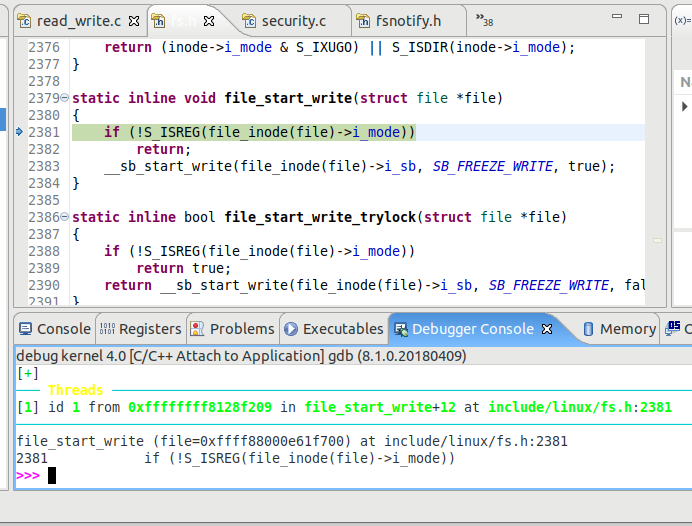 read_write.c fs.h security.c fsnotify.h »38 (x)=
2376 return (inode->i_mode & S_IXUGO) || S_ISDIR(inode->i_mode);
2377 }
2378
2379 static inline void file_start_write(struct file *file)
2380 {
2381 if (!S_ISREG(file_inode(file)->i_mode))
2382 return;
2383 __sb_start_write(file_inode(file)->i_sb, SB_FREEZE_WRITE, true);
2384 }
2385
2386 static inline bool file_start_write_trylock(struct file *file)
2387 {
2388 if (!S_ISREG(file_inode(file)->i_mode))
2389 return true;
2390 return __sb_start_write(file_inode(file)->i_sb, SB_FREEZE_WRITE, fal
2391 }
Na
Console Registers Problems Executables Debugger Console Memory OS C
debug kernel 4.0 [C/C++ Attach to Application] gdb (8.1.0.20180409)
[+]
Threads
[1] id 1 from 0xffffffff8128f209 in file_start_write+12 at include/linux/fs.h:2381
file_start_write (file=0xffff88000e61f700) at include/linux/fs.h:2381
2381 if (!S_ISREG(file_inode(file)->i_mode))
>>>